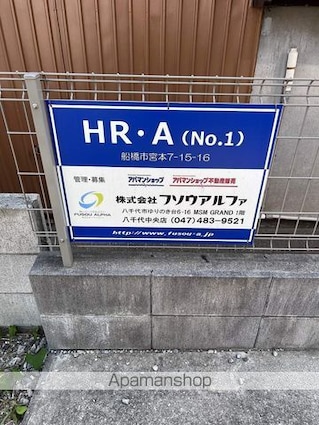 HR・A (No.1)
船橋市宮本7-15-16
管理・募集
アパマンショップ アパマンショップ不動産販売
FUSOU ALPHA
株式会社 フソウアルファ
八千代市ゆりのき台6-16 MSM GRAND 1階
八千代中央店 (047) 483-9521
http://www.fusou-a.jp
Apamanshop